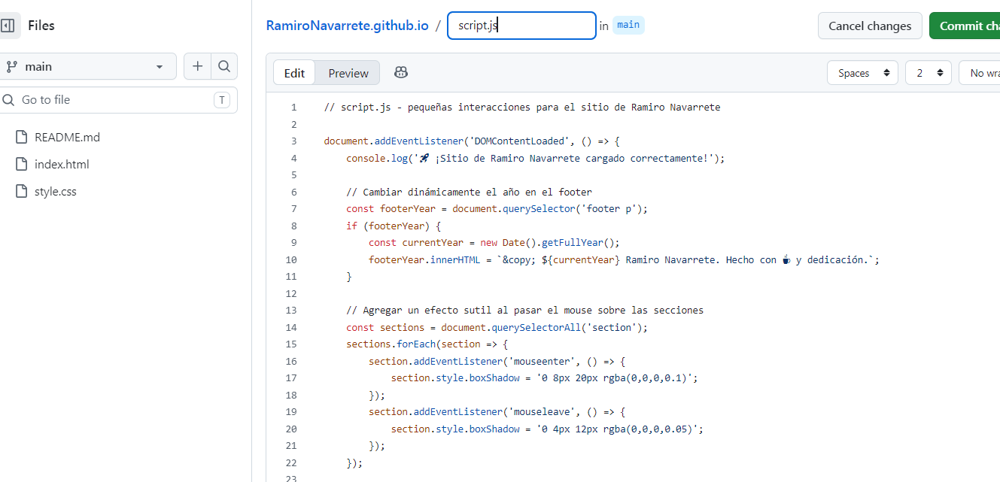 Files
RamiroNavarrete.github.io / script.js in main
Cancel changes
Commit cha
main
Go to file
T
README.md
index.html
style.css
Edit
Preview
Spaces
2
No wra
1 // script.js - pequeñas interacciones para el sitio de Ramiro Navarrete
2
3 document.addEventListener('DOMContentLoaded', () => {
4 console.log('🚀 ¡Sitio de Ramiro Navarrete cargado correctamente!');
5
6 // Cambiar dinámicamente el año en el footer
7 const footerYear = document.querySelector('footer p');
8 if (footerYear) {
9 const currentYear = new Date().getFullYear();
10 footerYear.innerHTML = `&copy; ${currentYear} Ramiro Navarrete. Hecho con ☕ y dedicación.`;
11 }
12
13 // Agregar un efecto sutil al pasar el mouse sobre las secciones
14 const sections = document.querySelectorAll('section');
15 sections.forEach(section => {
16 section.addEventListener('mouseenter', () => {
17 section.style.boxShadow = '0 8px 20px rgba(0,0,0,0.1)';
18 });
19 section.addEventListener('mouseleave', () => {
20 section.style.boxShadow = '0 4px 12px rgba(0,0,0,0.05)';
21 });
22 });
23